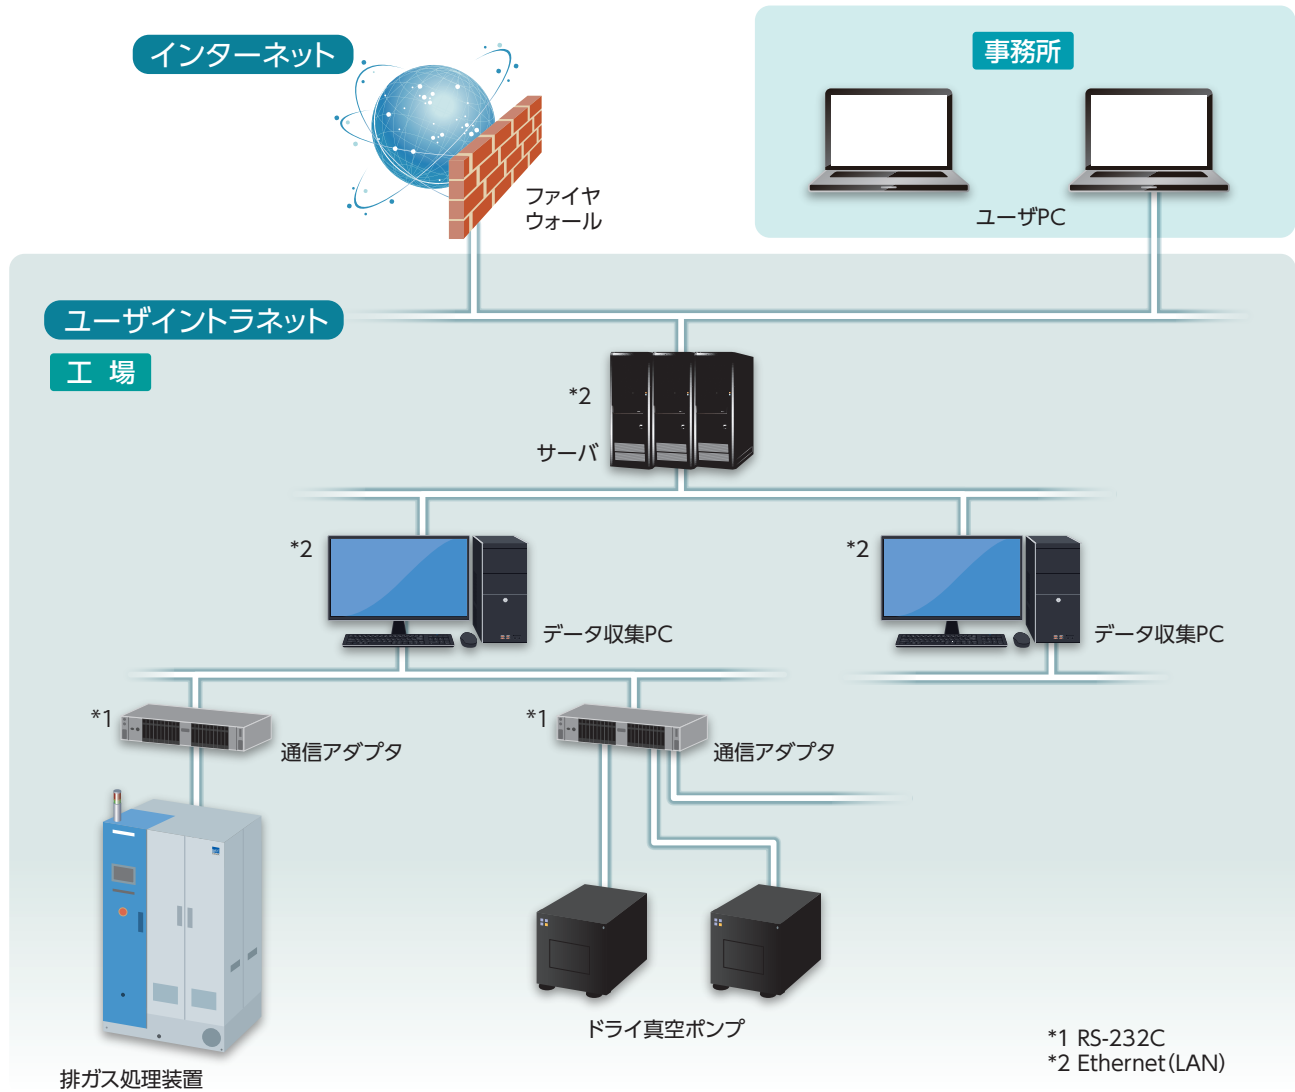 インターネット
事務所
ファイヤ
ウォール
ユーザPC
ユーザイントラネット
工 場
*2
サーバ
*2
データ収集PC
*2
データ収集PC
*1
通信アダプタ
*1
通信アダプタ
ドライ真空ポンプ
排ガス処理装置
*1 RS-232C
*2 Ethernet(LAN)